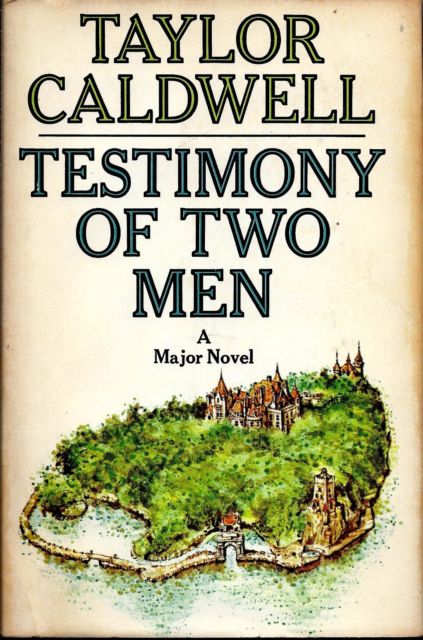 TAYLOR
CALDWELL
TESTIMONY
OF TWO
MEN
A
Major Novel